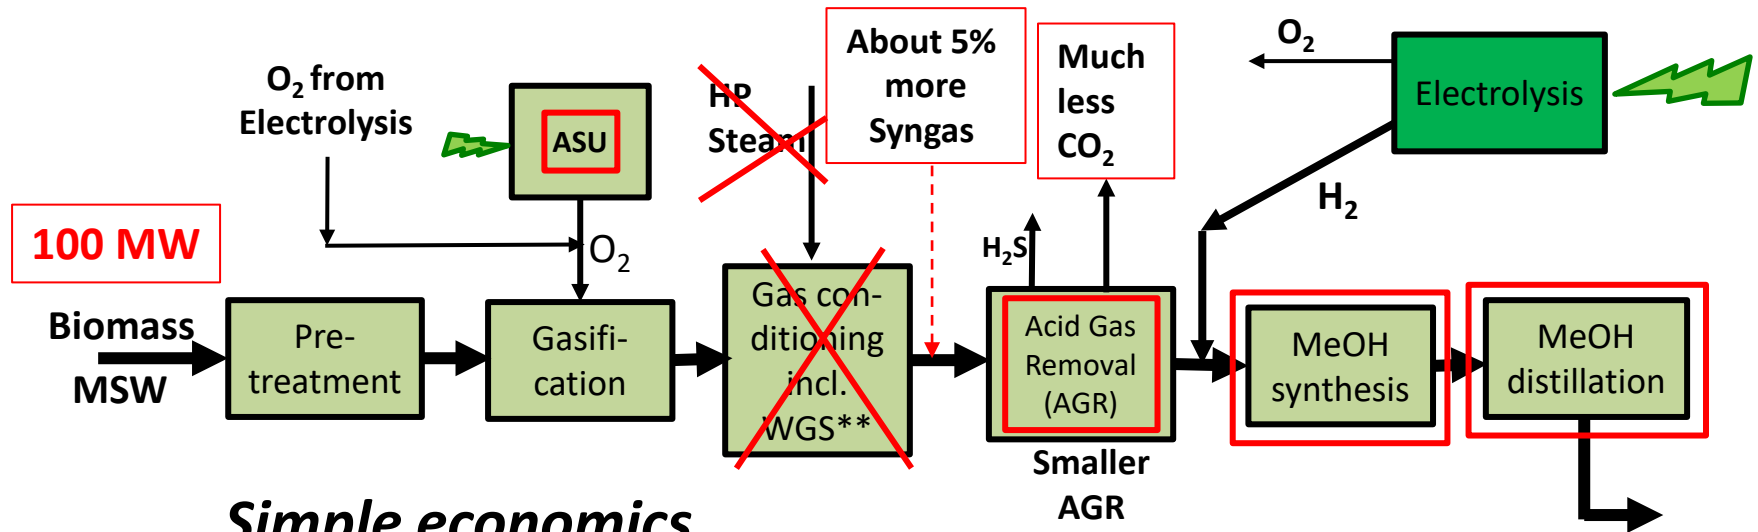 100 MW
Biomass
MSW
O₂ from
Electrolysis
ASU
O₂
Pre-
treatment
Gasifi-
cation
HP
Steam
Gas con-
ditioning
incl.
WGS**
About 5%
more
Syngas
Much
less
CO₂
H₂S
Acid Gas
Removal
(AGR)
Smaller
AGR
O₂
Electrolysis
H₂
MeOH
synthesis
MeOH
distillation
Simple economics